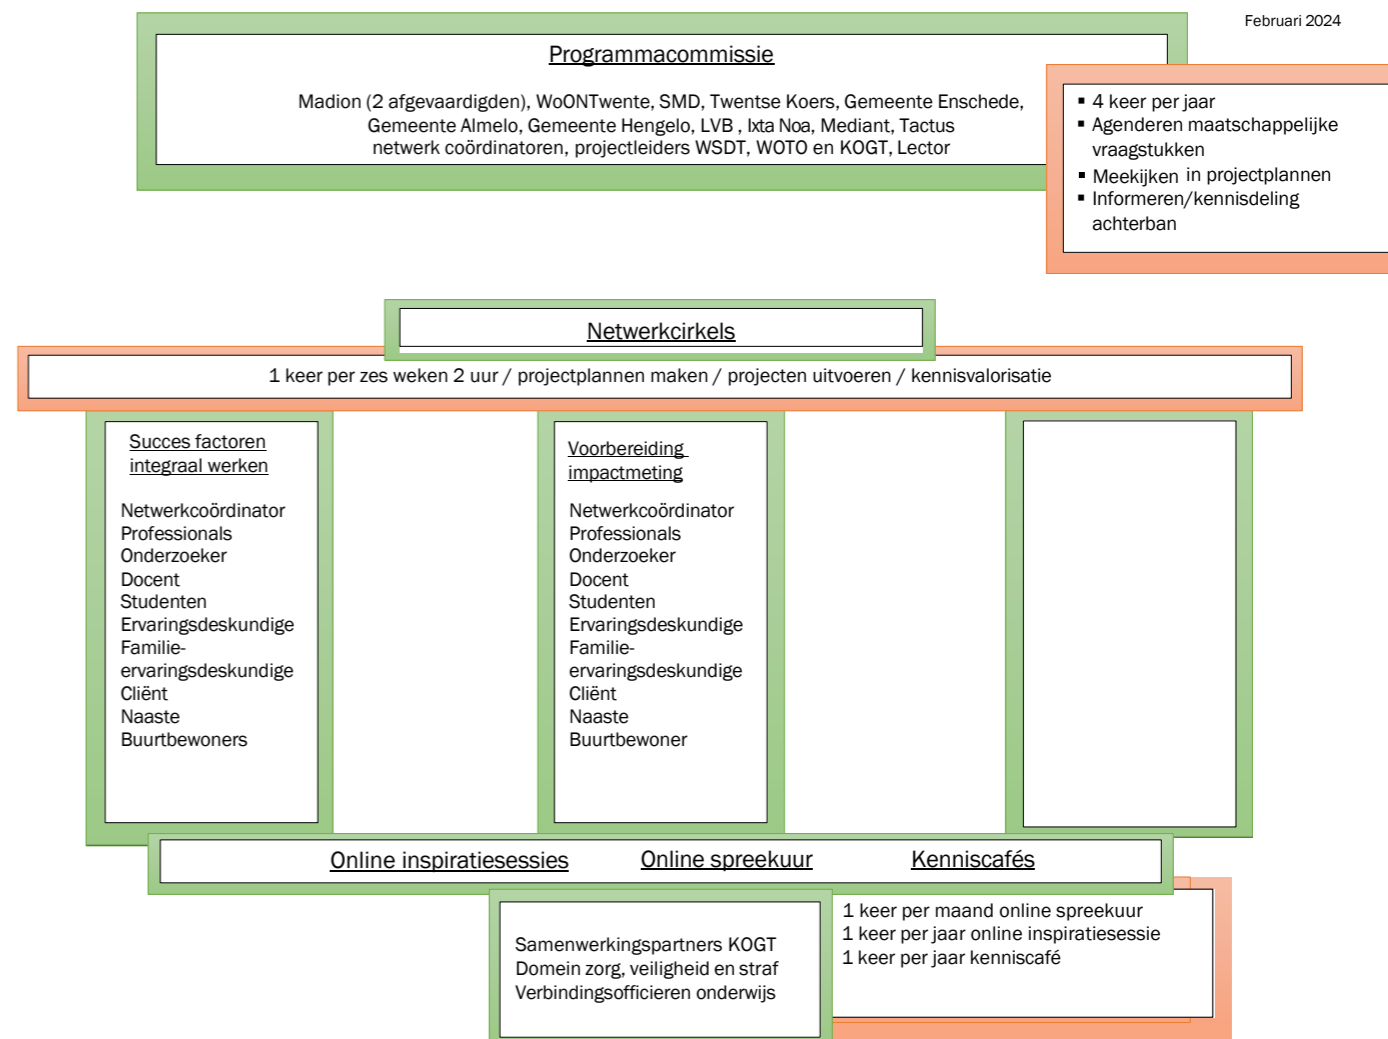 Februari 2024
Programmacommissie
Madion (2 afgevaardigden), WoONTwente, SMD, Twentse Koers, Gemeente Enschede,
Gemeente Almelo, Gemeente Hengelo, LVB , Ixta Noa, Mediant, Tactus
netwerk coördinatoren, projectleiders WSDT, WOTO en KOGT, Lector
▪ 4 keer per jaar
▪ Agenderen maatschappelijke
vraagstukken
▪ Meekijken in projectplannen
▪ Informeren/kennisdeling
achterban
Netwerkcirkels
1 keer per zes weken 2 uur / projectplannen maken / projecten uitvoeren / kennisvalorisatie
Succes factoren
integraal werken
Netwerkcoördinator
Professionals
Onderzoeker
Docent
Studenten
Ervaringsdeskundige
Familie-
ervaringsdeskundige
Cliënt
Naaste
Buurtbewoners
Voorbereiding
impactmeting
Netwerkcoördinator
Professionals
Onderzoeker
Docent
Studenten
Ervaringsdeskundige
Familie-
ervaringsdeskundige
Cliënt
Naaste
Buurtbewoner
Online inspiratiesessies Online spreekuur Kenniscafés
Samenwerkingspartners KOGT
Domein zorg, veiligheid en straf
Verbindingsofficieren onderwijs
1 keer per maand online spreekuur
1 keer per jaar online inspiratiesessie
1 keer per jaar kenniscafé